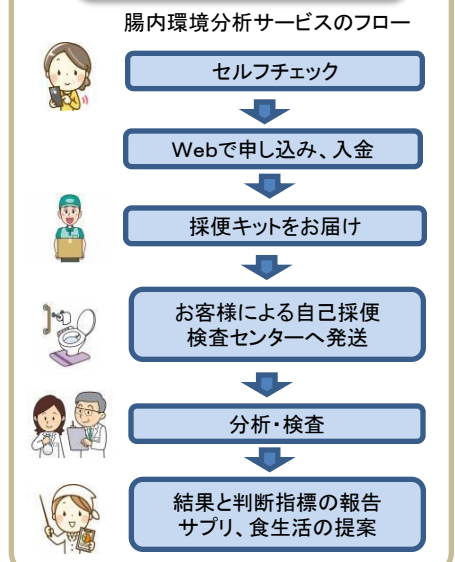 腸内環境分析サービスのフロー
セルフチェック
Ｗｅｂで申し込み、入金
採便キットをお届け
お客様による自己採便
検査センターへ発送
分析・検査
結果と判断指標の報告
サプリ、食生活の提案